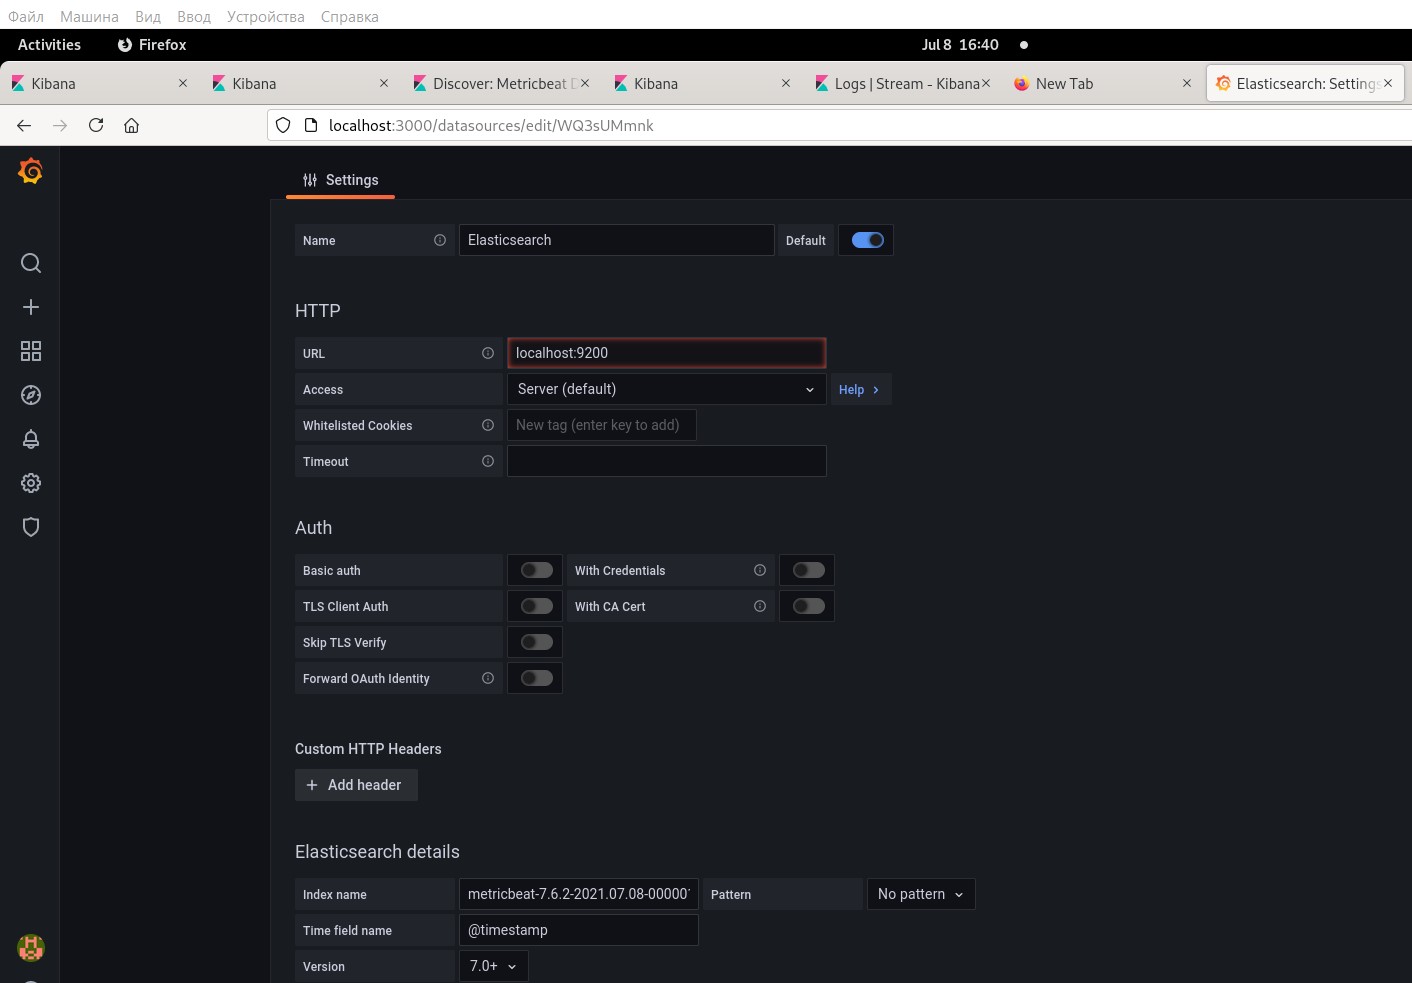 Файл Машина Вид Ввод Устройства Справка
Activities Firefox Jul 8 16:40
Kibana Kibana Discover: Metricbeat Kibana Logs | Stream - Kibana New Tab Elasticsearch: Settings
localhost:3000/datasources/edit/WQ3sUMmnk
Settings
Name Elasticsearch Default
HTTP
URL localhost:9200
Access Server (default) Help
Whitelisted Cookies New tag (enter key to add)
Timeout
Auth
Basic auth With Credentials
TLS Client Auth With CA Cert
Skip TLS Verify
Forward OAuth Identity
Custom HTTP Headers
Add header
Elasticsearch details
Index name metricbeat-7.6.2-2021.07.08-00000 Pattern No pattern
Time field name @timestamp
Version 7.0+